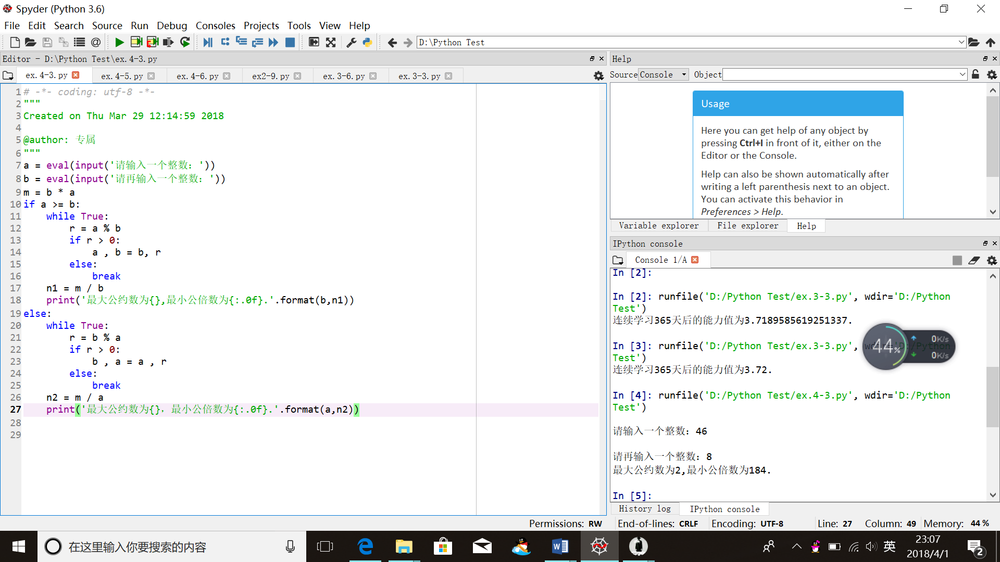 Spyder (Python 3.6)
File Edit Search Source Run Debug Consoles Projects Tools View Help
D:\Python Test
Editor - D:\Python Test\ex.4-3.py
ex.4-3.py ex.4-5.py ex.4-6.py ex2-9.py ex.3-6.py ex.3-3.py
1 # -*- coding: utf-8 -*-
2 """
3 Created on Thu Mar 29 12:14:59 2018
4
5 @author: 专属
6 """
7 a = eval(input('请输入一个整数: '))
8 b = eval(input('请再输入一个整数: '))
9 m = b * a
10 if a >= b:
11     while True:
12         r = a % b
13         if r > 0:
14             a , b = b, r
15         else:
16             break
17     n1 = m / b
18     print('最大公约数为{},最小公倍数为{:.0f}.'.format(b,n1))
19 else:
20     while True:
21         r = b % a
22         if r > 0:
23             b , a = a , r
24         else:
25             break
26     n2 = m / a
27     print('最大公约数为{}, 最小公倍数为{:.0f}.'.format(a,n2))
28
29
Help
Source Console Object
Usage
Here you can get help of any object by
pressing Ctrl+I in front of it, either on the
Editor or the Console.
Help can also be shown automatically after
writing a left parenthesis next to an object.
You can activate this behavior in
Preferences > Help.
Variable explorer File explorer Help
IPython console
Console 1/A
In [2]:
In [2]: runfile('D:/Python Test/ex.3-3.py', wdir='D:/Python
Test')
连续学习365天后的能力值为3.7189585619251337.
In [3]: runfile('D:/Python Test/ex.3-3.py', wdir='D:/Python
Test')
连续学习365天后的能力值为3.72.
44% 0K/s
0K/s
In [4]: runfile('D:/Python Test/ex.4-3.py', wdir='D:/Python
Test')
请输入一个整数: 46
请再输入一个整数: 8
最大公约数为2,最小公倍数为184.
In [5]:
History log IPython console
Permissions: RW End-of-lines: CRLF Encoding: UTF-8 Line: 27 Column: 49 Memory: 44 %
在这里输入你要搜索的内容
英
23:07
2018/4/1
2